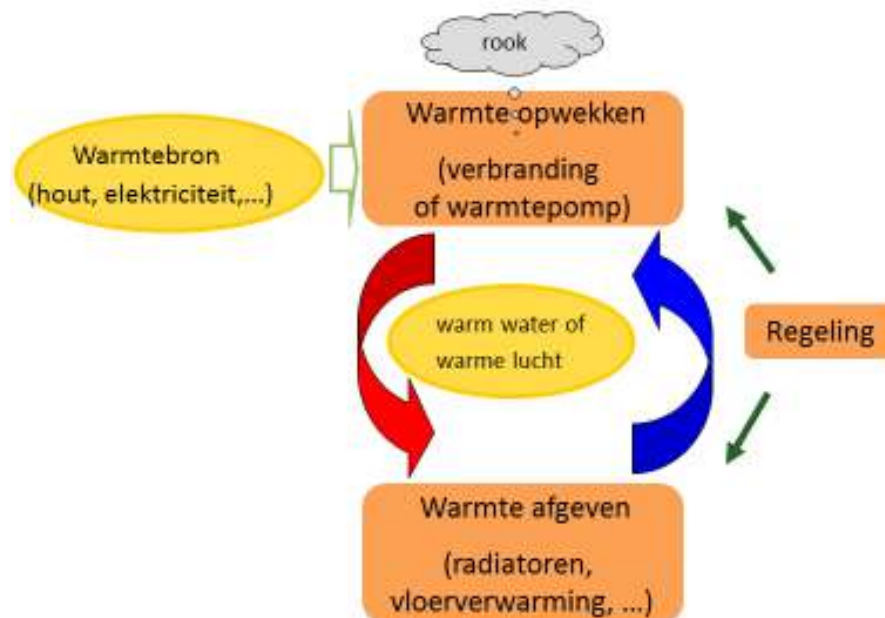 rook
Warmte opwekken
(verbranding
of warmtepomp)
Warmtebron
(hout, elektriciteit,...)
warm water of
warme lucht
Regeling
Warmte afgeven
(radiatoren,
vloerverwarming, ...)